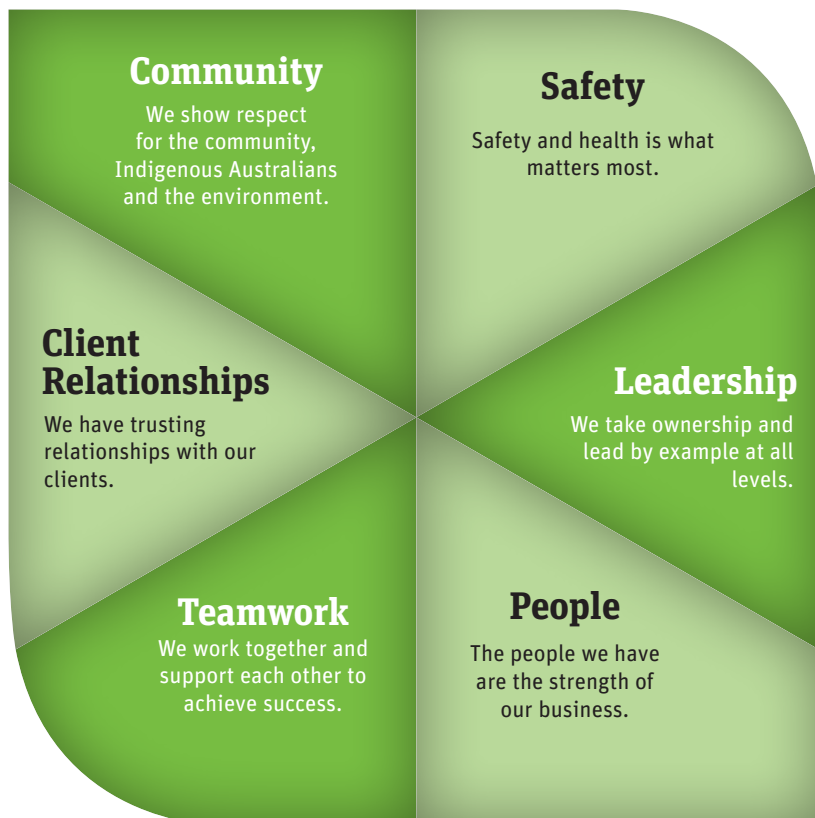 Community
We show respect
for the community,
Indigenous Australians
and the environment.
Safety
Safety and health is what
matters most.
Client
Relationships
We have trusting
relationships with our
clients.
Leadership
We take ownership and
lead by example at all
levels.
Teamwork
We work together and
support each other to
achieve success.
People
The people we have
are the strength of
our business.